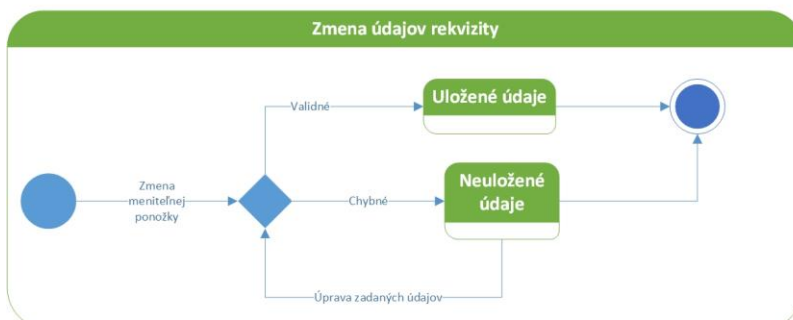 Zmena údajov rekvizity
Validné
Uložené údaje
Zmena
meniteľnej
ponožky
Chybné
Neuložené
údaje
Úprava zadaných údajov